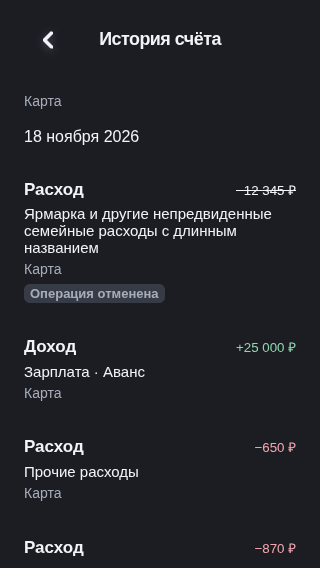 История счёта
Карта
18 ноября 2026
Расход
−12 345 ₽
Ярмарка и другие непредвиденные
семейные расходы с длинным
названием
Карта
Операция отменена
Доход
+25 000 ₽
Зарплата · Аванс
Карта
Расход
−650 ₽
Прочие расходы
Карта
Расход
−870 ₽